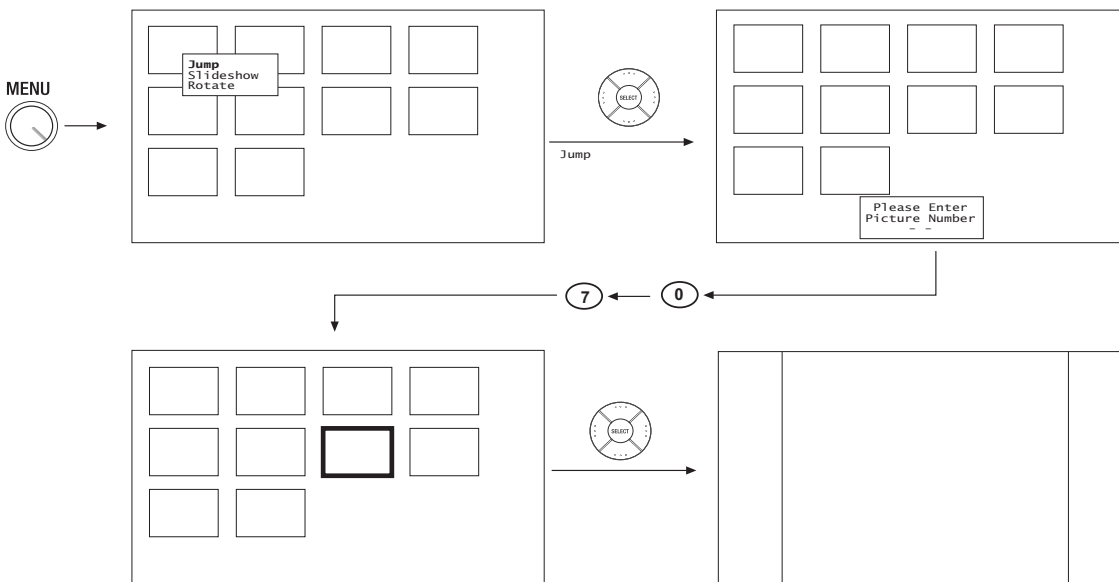 MENU
Jump
Slideshow
Rotate
SELECT
Jump
Please Enter
Picture Number
- -
7
0
SELECT